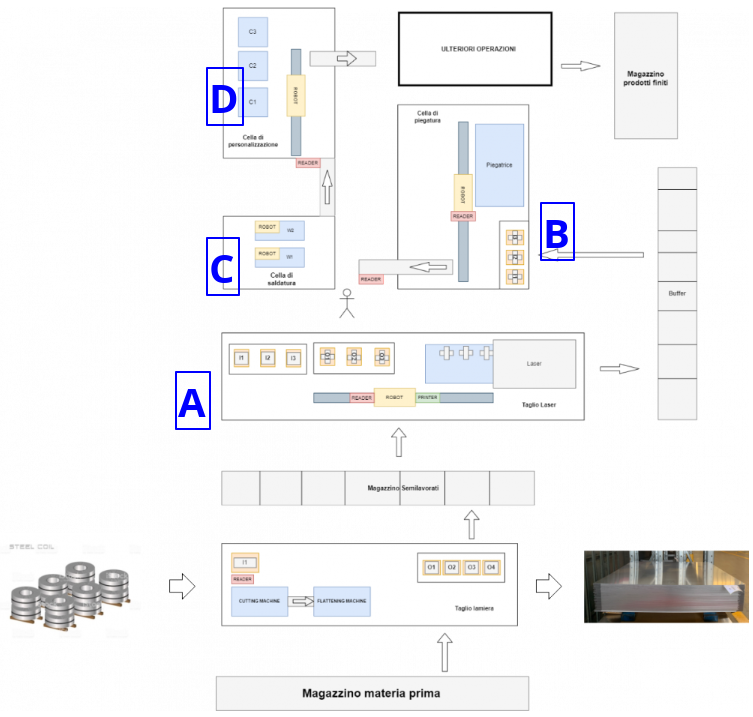 C3
C2
C1
D
ROBOT
Cella di
personalizzazione
READER
ULTERIORI OPERAZIONI
Magazzino
prodotti finiti
Cella di
piegatura
Piegatrice
ROBOT
READER
B
Buffer
ROBOT
W2
ROBOT
W1
C
Cella di
saldatura
READER
A
I1
I2
I3
Laser
READER
ROBOT
PRINTER
Taglio Laser
Magazzino Semilavorati
STEEL COIL
I1
READER
O1
O2
O3
O4
CUTTING MACHINE
FLATTENING MACHINE
Taglio lamiera
Magazzino materia prima